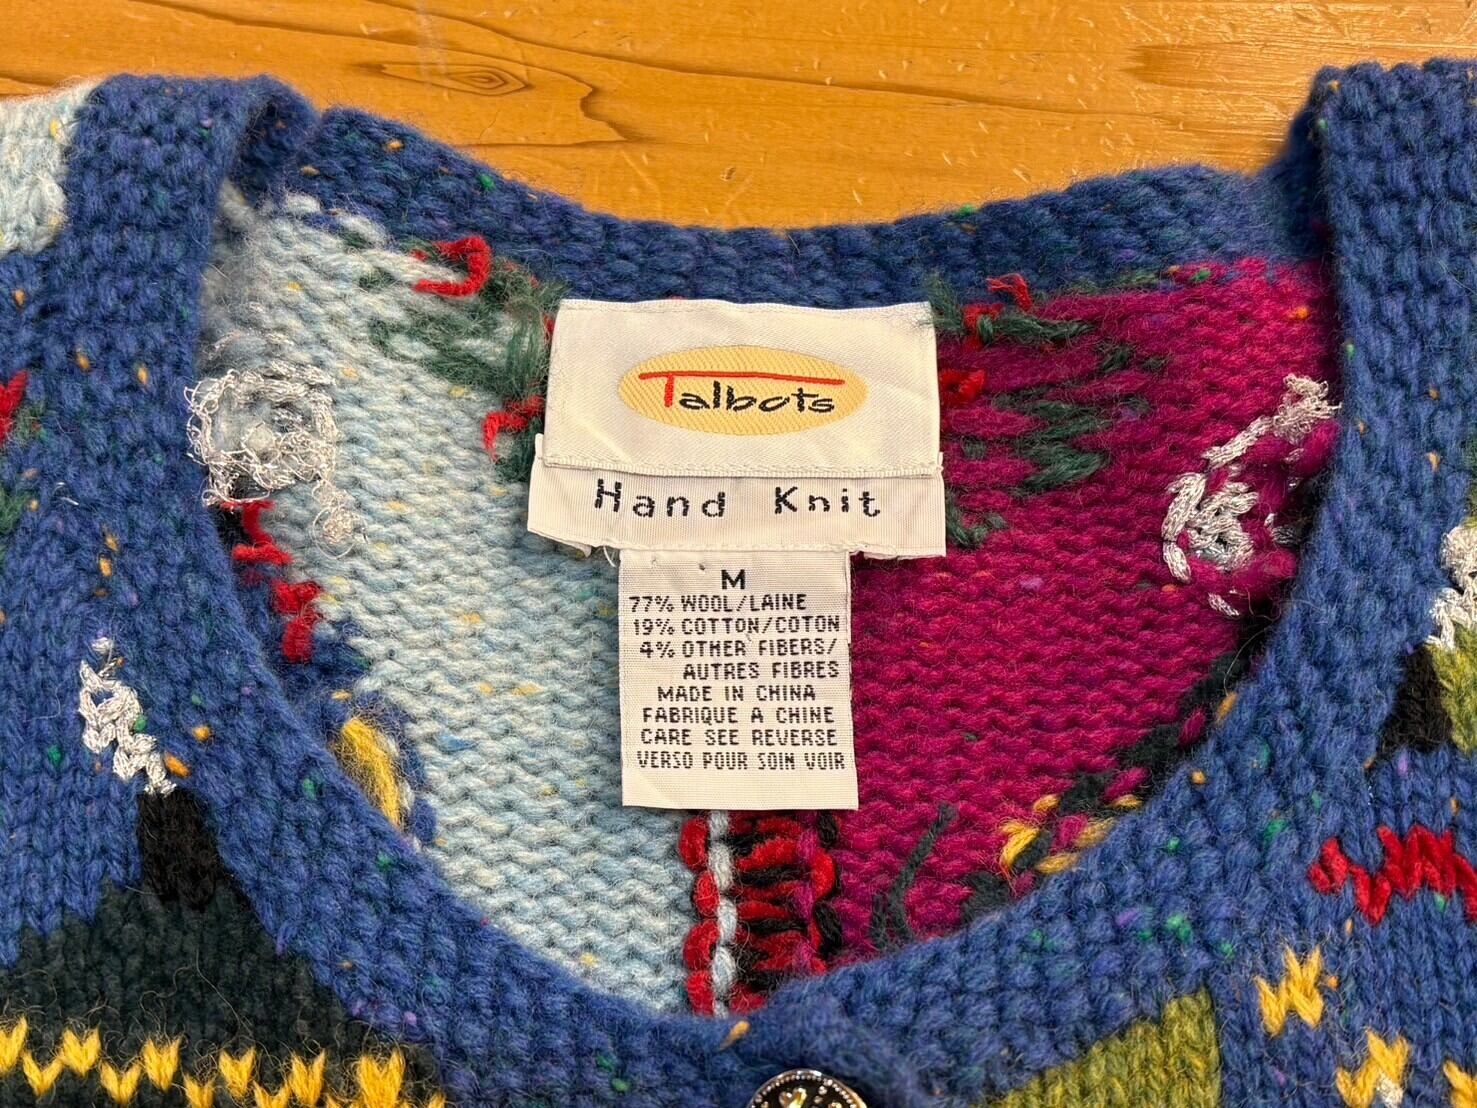 Talbots
Hand Knit
M
77% WOOL/LAINE
19% COTTON/COTON
4% OTHER FIBERS/
AUTRES FIBRES
MADE IN CHINA
FABRIQUE A CHINE
CARE SEE REVERSE
VERSO POUR SOIN VOIR